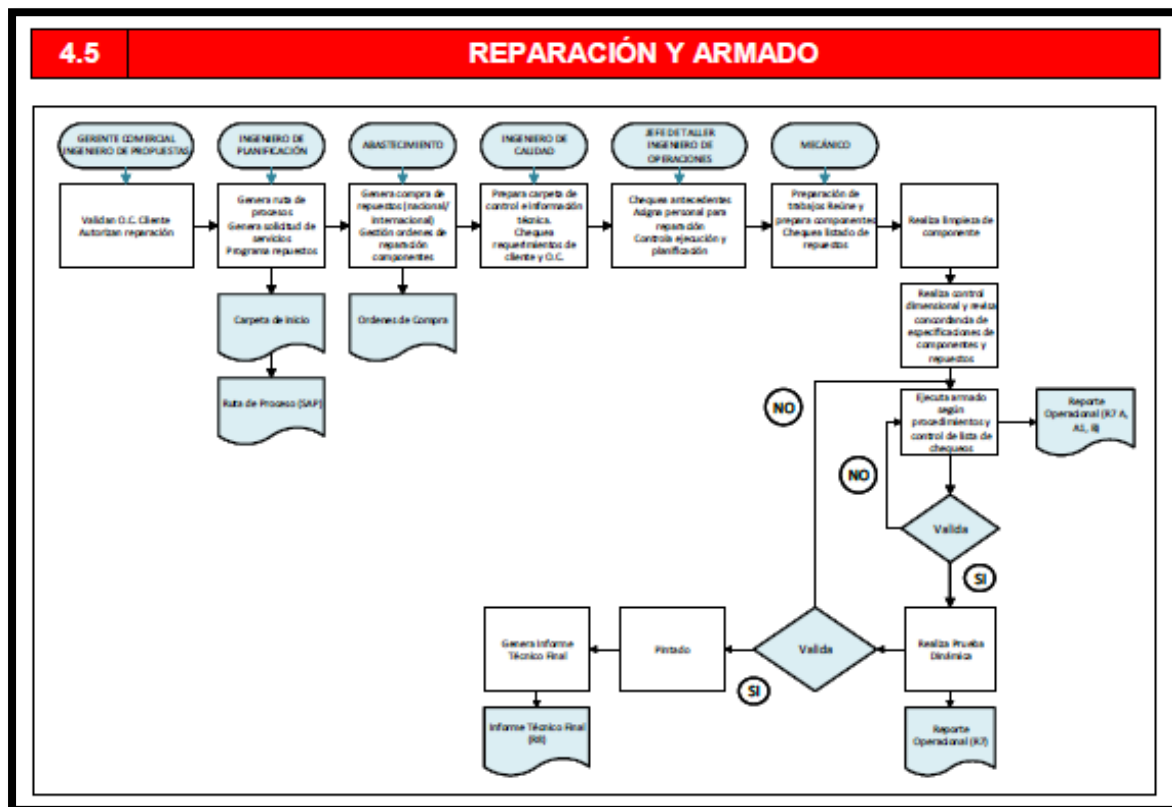 4.5
REPARACIÓN Y ARMADO
GERENTE COMERCIAL
INGENIERO DE PROPUESTAS
INGENIERO DE
PLANIFICACIÓN
ABASTECIMIENTO
INGENIERO DE
CALIDAD
JEFE DE TALLER
INGENIERO DE
OPERACIONES
MECÁNICO
Validan O.C. Cliente
Autorizan reparación
Genera ruta de
procesos
Genera solicitud de
servicios
Programa repuestos
Genera compra de
repuestos (nacional/
internacional)
Gestión ordenes de
reparación
componentes
Prepara carpeta de
control e información
técnica.
Chequea
requerimientos de
cliente y O.C.
Chequea antecedentes
Asigna personal para
reparación
Controla ejecución y
planificación
Preparación de
trabajos Reúne y
prepara componentes
Chequea listado de
repuestos
Realiza limpieza de
componente
Carpeta de Inicio
Ordenes de Compra
Realiza control
dimensional y revisa
concordancia de
especificaciones de
componentes y
repuestos
Ruta de Proceso (SAP)
NO
Ejecuta armado
según
procedimientos y
control de lista de
chequeos
Reporte
Operacional (R7 A,
A1, B)
NO
Valida
SI
Genera Informe
Técnico Final
Pintado
Valida
Realiza Prueba
Dinámica
SI
Informe Técnico Final
(R8)
Reporte
Operacional (R7)